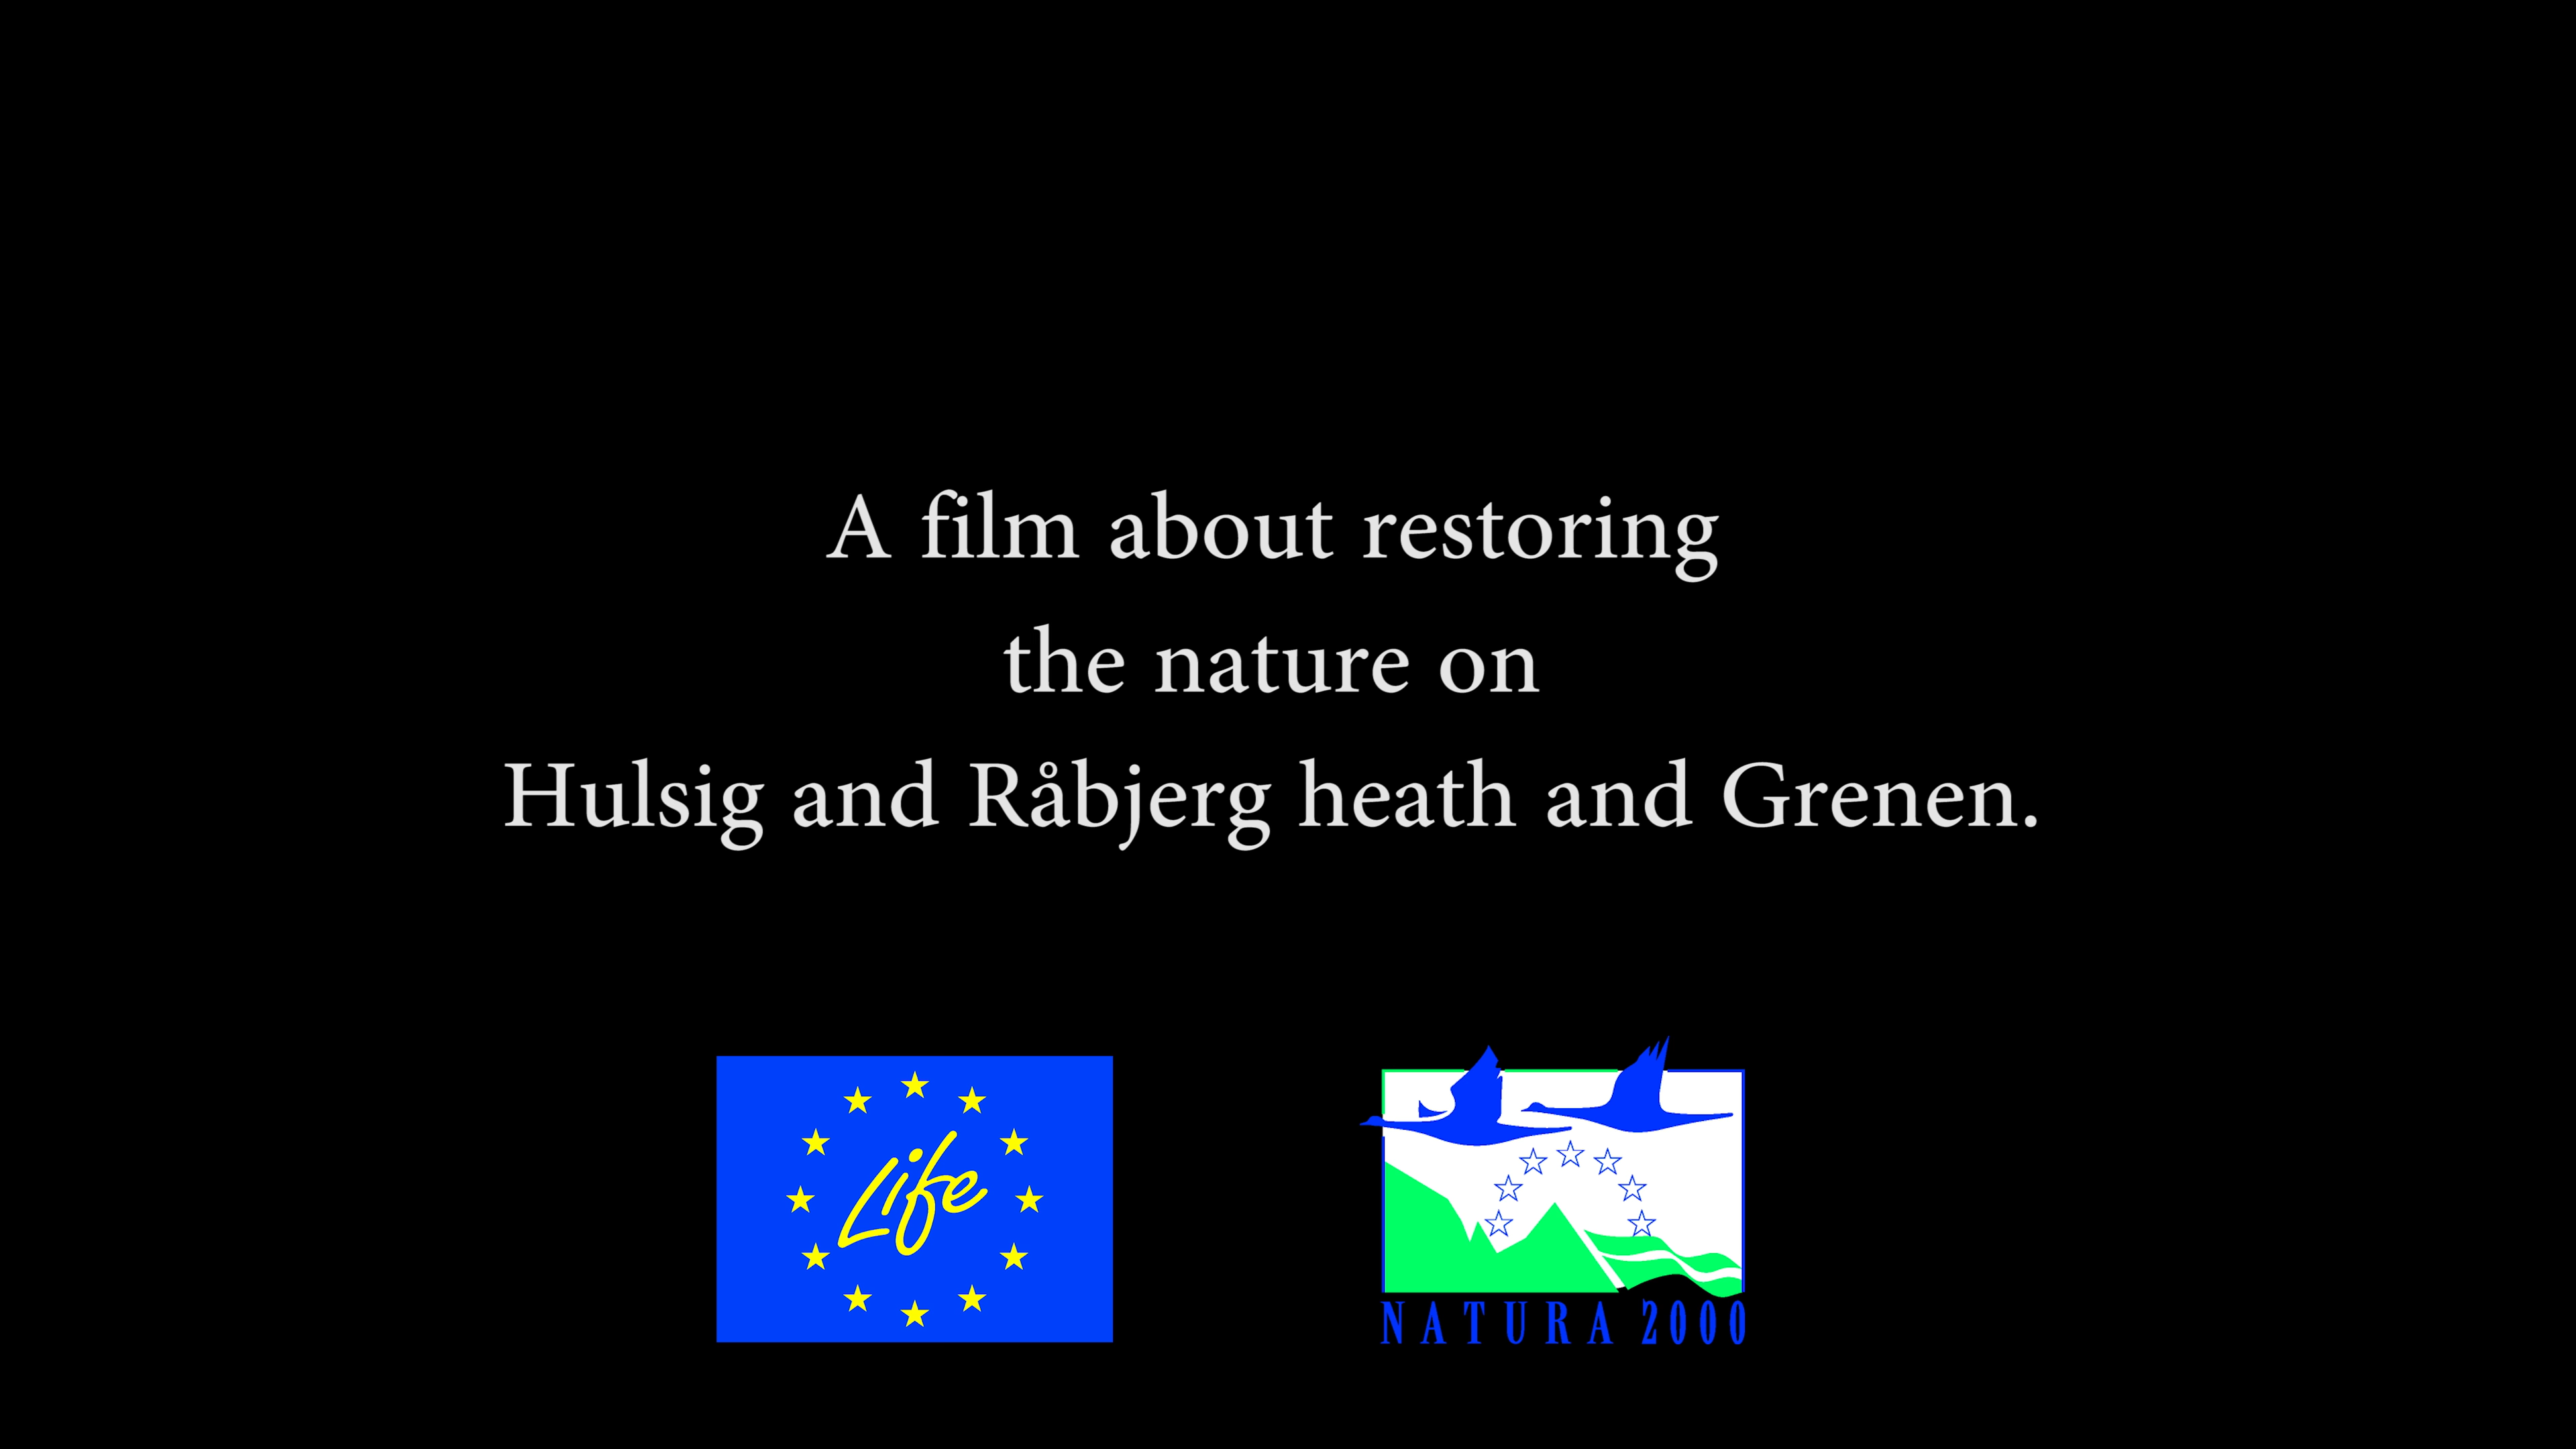 A film about restoring
the nature on
Hulsig and Råbjerg heath and Grenen.
Life
NATURA 2000